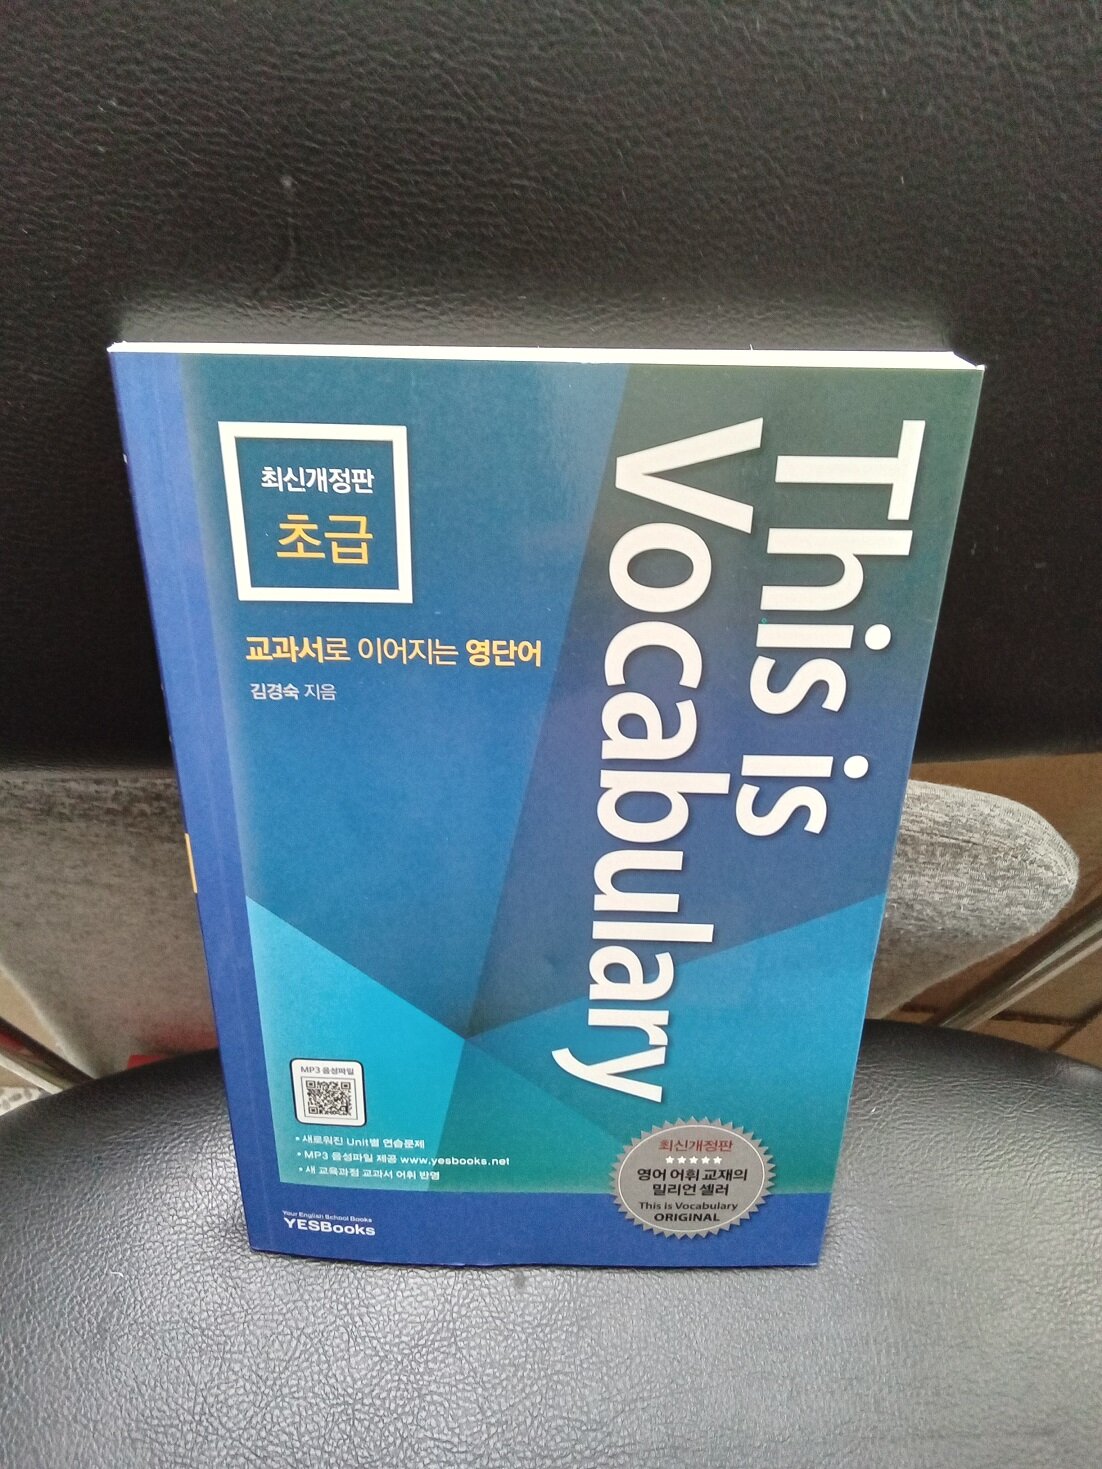 최신개정판
초급
교과서로 이어지는 영단어
김경숙 지음
This is
Vocabulary
MP3 음성파일
• 새로워진 Unit별 연습문제
• MP3 음성파일 제공 www.yesbooks.net
• 새 교육과정 교과서 어휘 반영
Your English School Books
YESBooks
최신개정판
★★★★★
영어 어휘 교재의
밀리언 셀러
This is Vocabulary
ORIGINAL